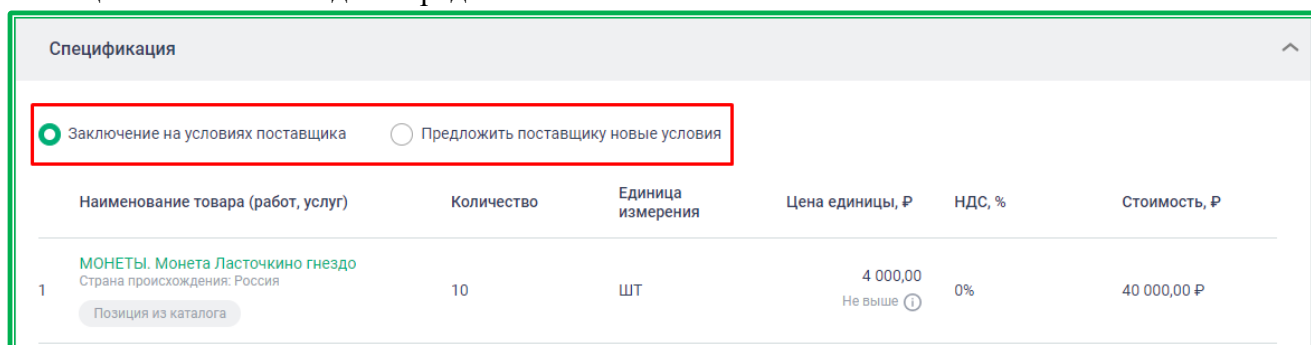 Спецификация
Заключение на условиях поставщика Предложить поставщику новые условия
Наименование товара (работ, услуг) Количество Единица измерения Цена единицы, ₽ НДС, % Стоимость, ₽
МОНЕТЫ. Монета Ласточкино гнездо
Страна происхождения: Россия
1 10 ШТ 4 000,00 0% 40 000,00 ₽
Не выше
Позиция из каталога